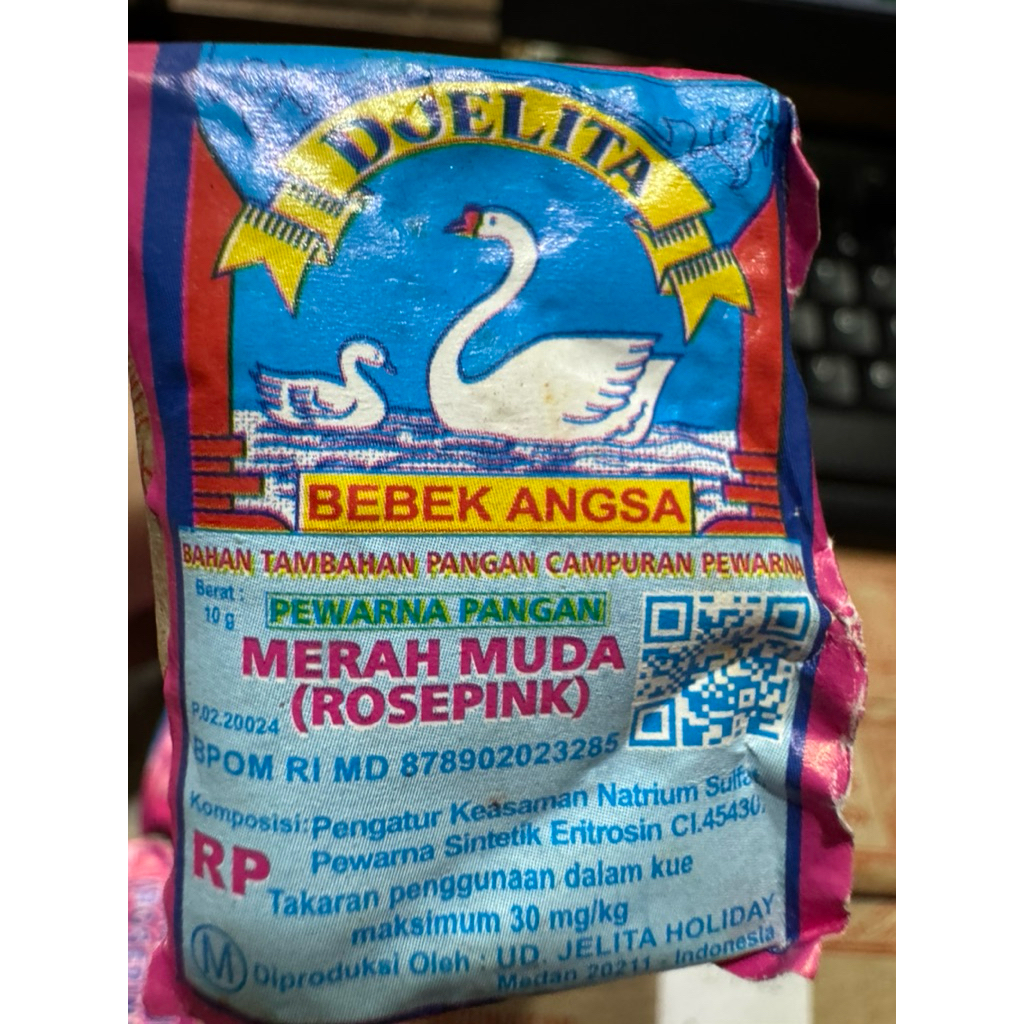 DJELITA
BEBEK ANGSA
BAHAN TAMBAHAN PANGAN CAMPURAN PEWARNA
Berat :
10 g
PEWARNA PANGAN
MERAH MUDA
(ROSEPINK)
P.02.20024
BPOM RI MD 878902023285
Komposisi: Pengatur Keasaman Natrium
Pewarna Sintetik Eritrosin CI.45430.
RP
Takaran penggunaan dalam kue
maksimum 30 mg/kg
M
Diproduksi Oleh : UD. JELITA HOLIDAY
Medan 20211 - Indonesia